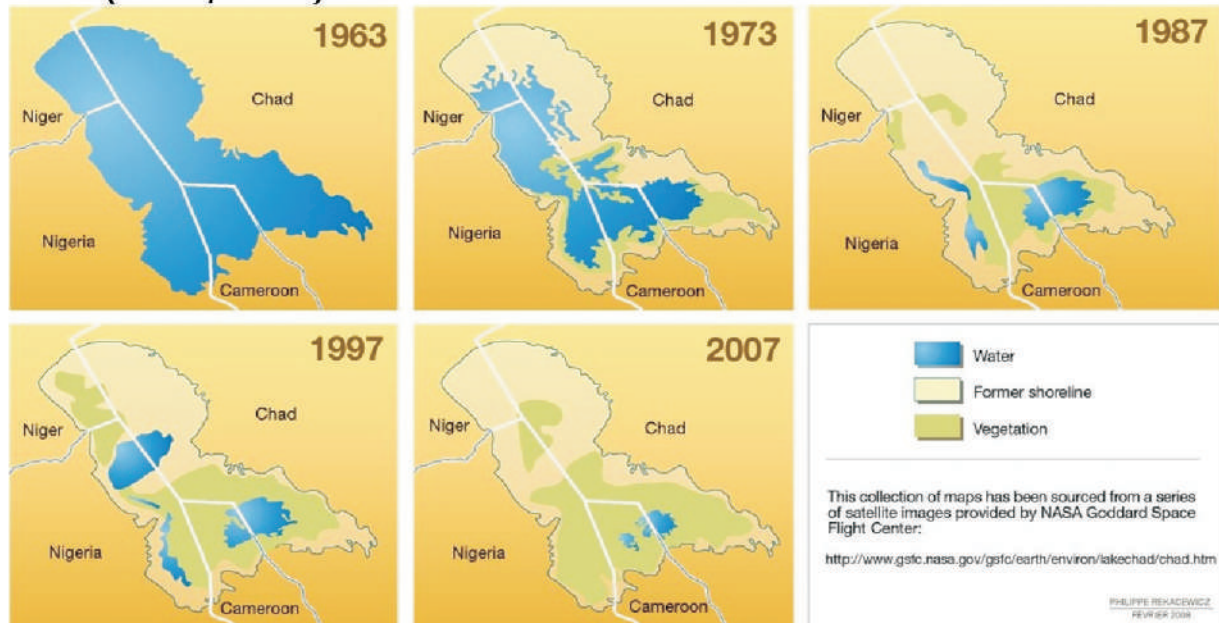 1963
Chad
Niger
Nigeria
Cameroon
1973
Chad
Niger
Nigeria
Cameroon
1987
Chad
Niger
Nigeria
Cameroon
1997
Chad
Niger
Nigeria
Cameroon
2007
Chad
Niger
Nigeria
Cameroon
Water
Former shoreline
Vegetation
This collection of maps has been sourced from a series
of satellite images provided by NASA Goddard Space
Flight Center:
http://www.gsfc.nasa.gov/gsfc/earth/environ/lakechad/chad.htm
PHILIPPE REKACEWICZ